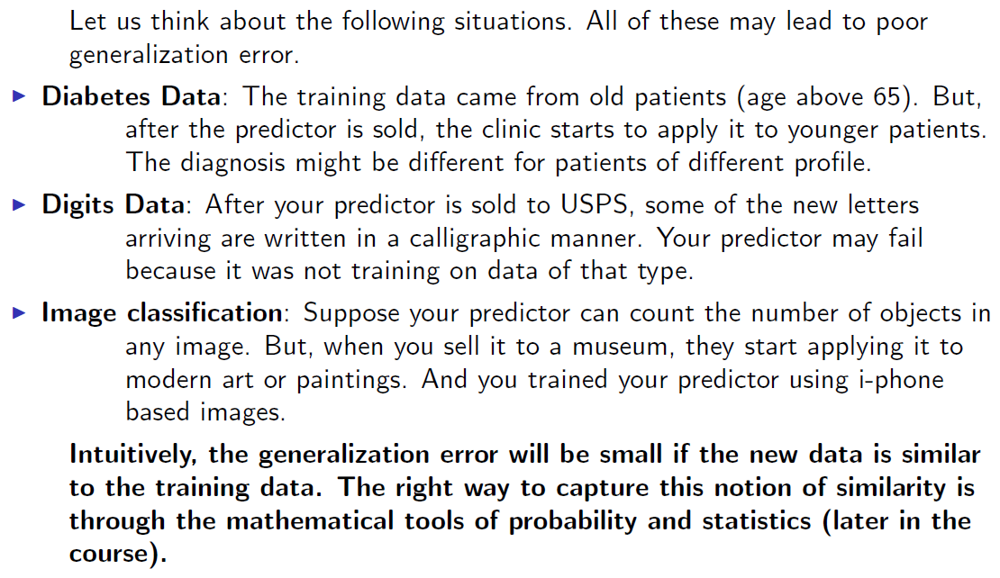 Let us think about the following situations. All of these may lead to poor
generalization error.
▶ Diabetes Data: The training data came from old patients (age above 65). But,
after the predictor is sold, the clinic starts to apply it to younger patients.
The diagnosis might be different for patients of different profile.
▶ Digits Data: After your predictor is sold to USPS, some of the new letters
arriving are written in a calligraphic manner. Your predictor may fail
because it was not training on data of that type.
▶ Image classification: Suppose your predictor can count the number of objects in
any image. But, when you sell it to a museum, they start applying it to
modern art or paintings. And you trained your predictor using i-phone
based images.
Intuitively, the generalization error will be small if the new data is similar
to the training data. The right way to capture this notion of similarity is
through the mathematical tools of probability and statistics (later in the
course).